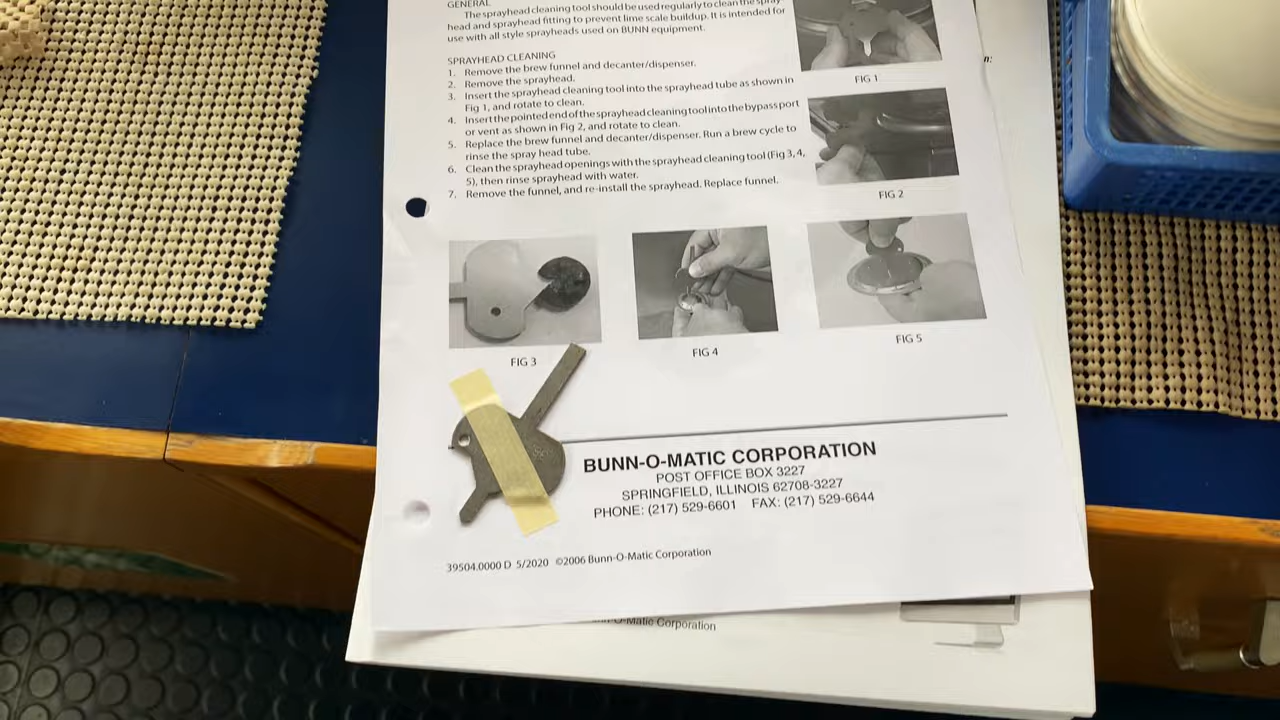 GENERAL
The sprayhead cleaning tool should be used regularly to clean the spray-
head and sprayhead fitting to prevent lime scale buildup. It is intended for
use with all style sprayheads used on BUNN equipment.
SPRAYHEAD CLEANING
1. Remove the brew funnel and decanter/dispenser.
2. Remove the sprayhead.
3. Insert the sprayhead cleaning tool into the sprayhead tube as shown in
Fig 1, and rotate to clean.
4. Insert the pointed end of the sprayhead cleaning tool into the bypass port
or vent as shown in Fig 2, and rotate to clean.
5. Replace the brew funnel and decanter/dispenser. Run a brew cycle to
rinse the spray head tube.
6. Clean the sprayhead openings with the sprayhead cleaning tool (Fig 3, 4,
5), then rinse sprayhead with water.
7. Remove the funnel, and re-install the sprayhead. Replace funnel.
FIG 1
FIG 2
FIG 3
FIG 4
FIG 5
BUNN-O-MATIC CORPORATION
POST OFFICE BOX 3227
SPRINGFIELD, ILLINOIS 62708-3227
PHONE: (217) 529-6601 FAX: (217) 529-6644
39504.0000 D 5/2020 ©2006 Bunn-O-Matic Corporation
n-O-Matic Corporation
n: